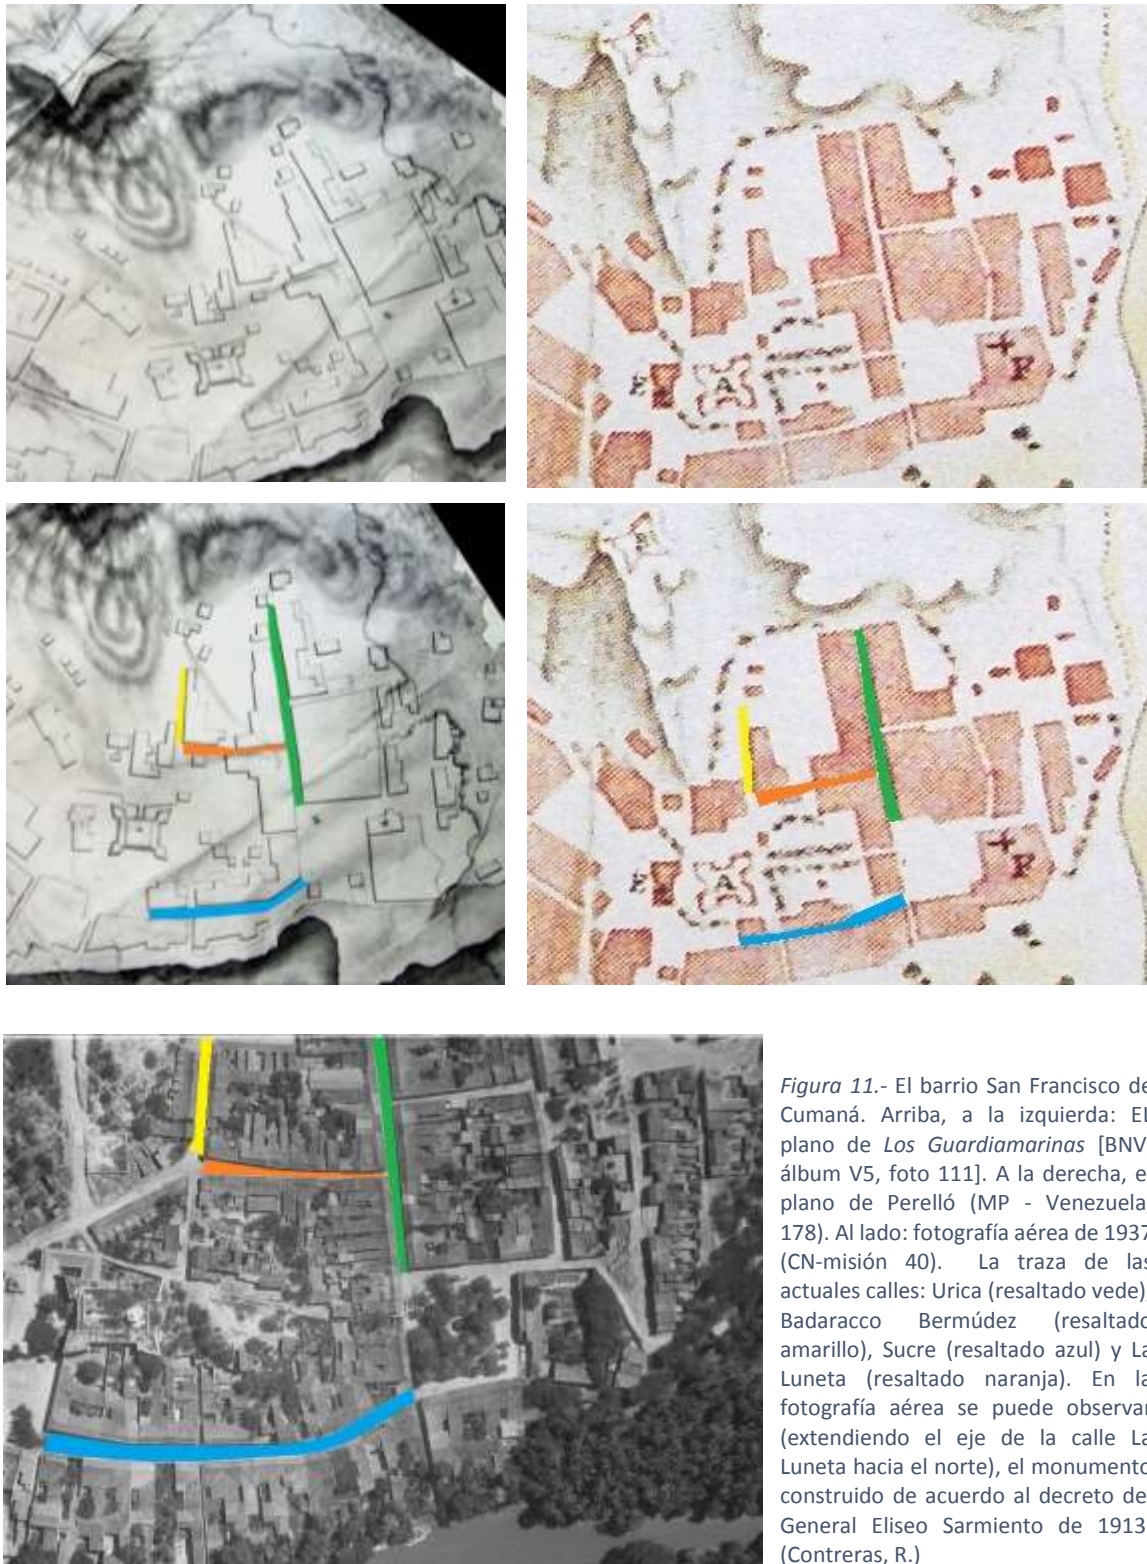 A
P
A
P
Figura 11.- El barrio San Francisco de
Cumaná. Arriba, a la izquierda: El
plano de Los Guardiamarinas [BNV
álbum V5, foto 111]. A la derecha, e
plano de Perelló (MP - Venezuela
178). Al lado: fotografía aérea de 1937
(CN-misión 40). La traza de las
actuales calles: Urica (resaltado vede)
Badaracco Bermúdez (resaltado
amarillo), Sucre (resaltado azul) y La
Luneta (resaltado naranja). En la
fotografía aérea se puede observar
(extendiendo el eje de la calle La
Luneta hacia el norte), el monumento
construido de acuerdo al decreto de
General Eliseo Sarmiento de 1913
(Contreras, R.)